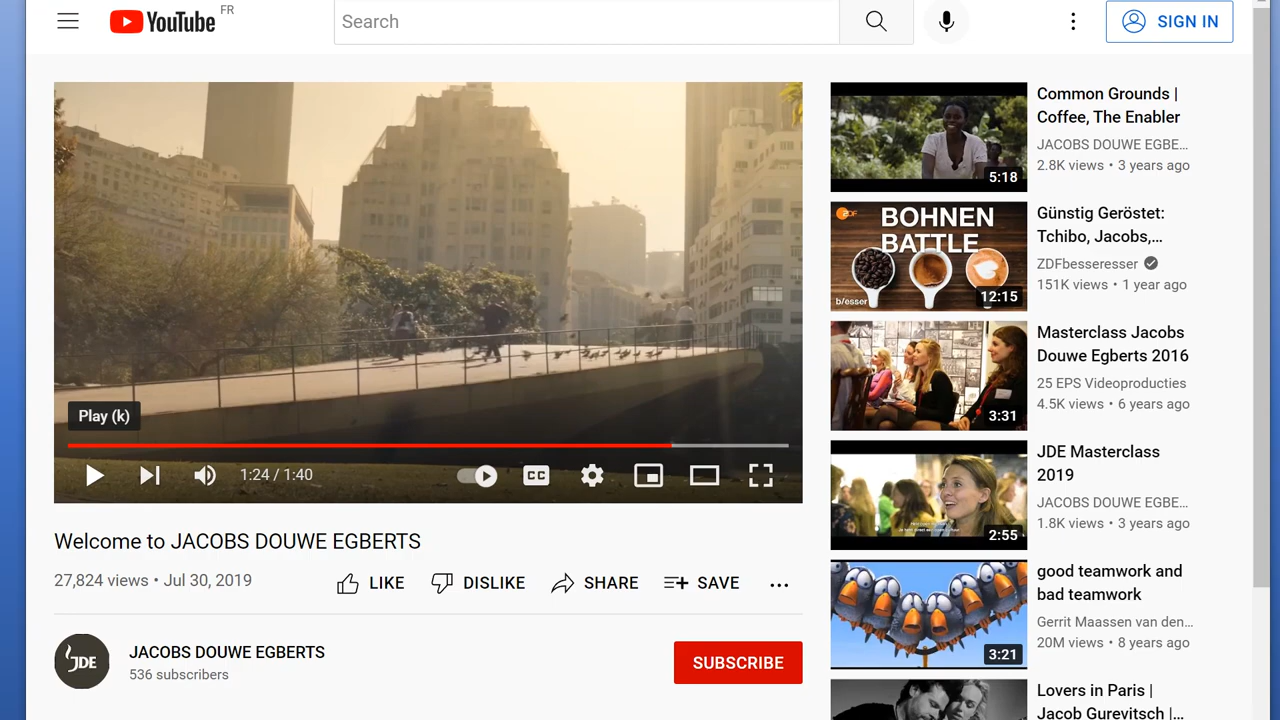 YouTube
FR
Search
SIGN IN
Play (k)
1:24 / 1:40
CC
Welcome to JACOBS DOUWE EGBERTS
27,824 views • Jul 30, 2019
LIKE
DISLIKE
SHARE
SAVE
JDE
JACOBS DOUWE EGBERTS
536 subscribers
SUBSCRIBE
5:18
Common Grounds |
Coffee, The Enabler
JACOBS DOUWE EGBE...
2.8K views • 3 years ago
ZDF
BOHNEN
BATTLE
b/esser
12:15
Günstig Geröstet:
Tchibo, Jacobs,...
ZDFbesseresser
151K views • 1 year ago
3:31
Masterclass Jacobs
Douwe Egberts 2016
25 EPS Videoproducties
4.5K views • 6 years ago
2:55
JDE Masterclass
2019
JACOBS DOUWE EGBE...
1.8K views • 3 years ago
3:21
good teamwork and
bad teamwork
Gerrit Maassen van den...
20M views • 8 years ago
Lovers in Paris |
Jacob Gurevitsch |...